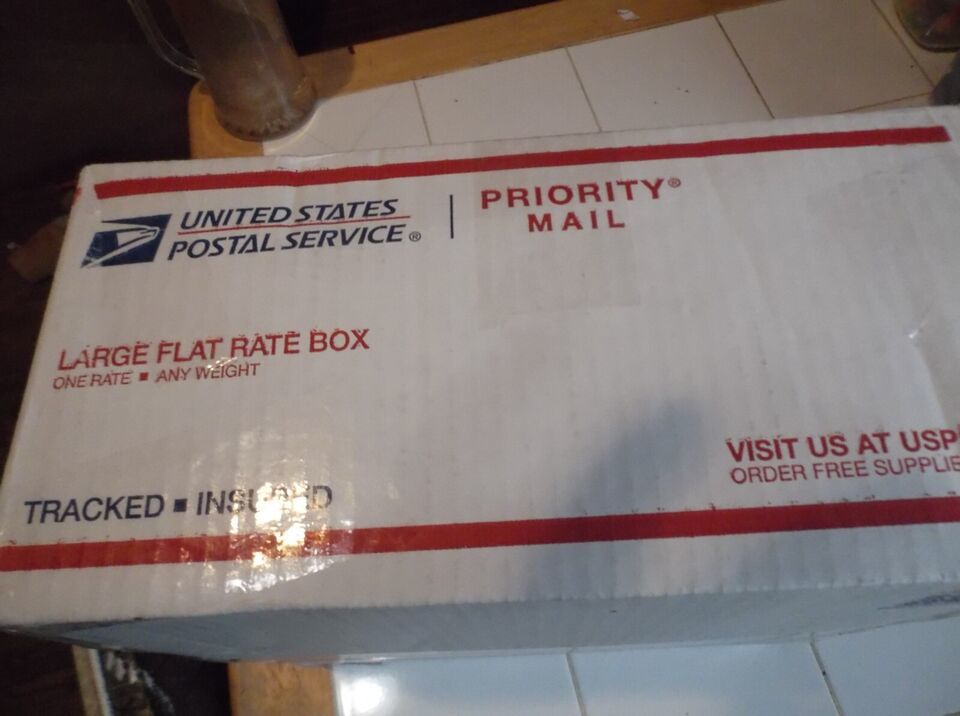 UNITED STATES
POSTAL SERVICE®
PRIORITY®
MAIL
LARGE FLAT RATE BOX
ONE RATE ■ ANY WEIGHT
VISIT US AT USP
ORDER FREE SUPPLIE
TRACKED ■ INSURED